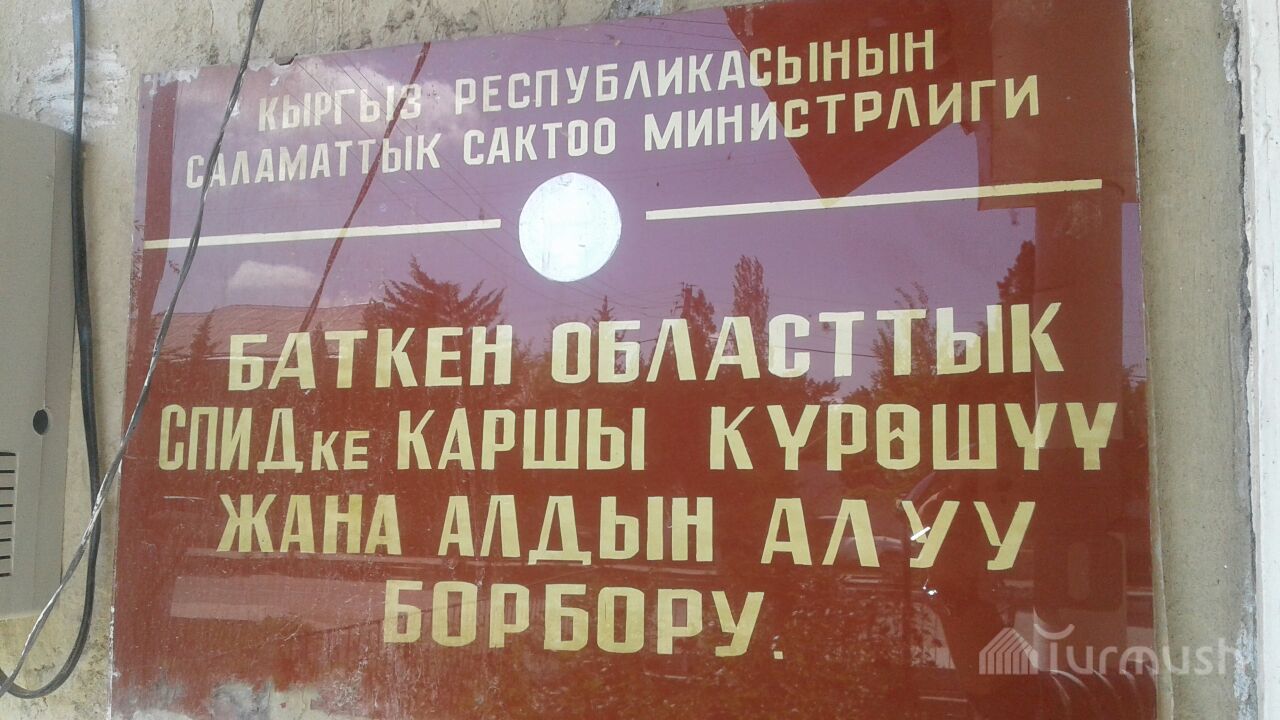 КЫРГЫЗ РЕСПУБЛИКАСЫНЫН
САЛАМАТТЫК САКТОО МИНИСТРЛИГИ
БАТКЕН ОБЛАСТТЫК
СПИДке КАРШЫ КҮРӨШҮҮ
ЖАНА АЛДЫН АЛУУ
БОРБОРУ.
Turmush